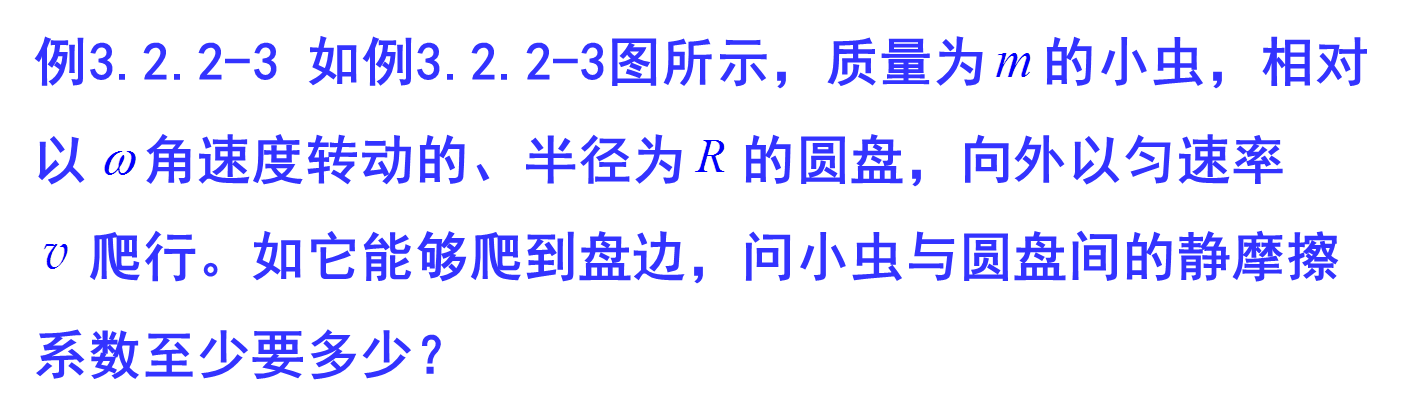 例3.2.2-3 如例3.2.2-3图所示，质量为m的小虫，相对
以ω角速度转动的、半径为R的圆盘，向外以匀速率
v爬行。如它能够爬到盘边，问小虫与圆盘间的静摩擦
系数至少要多少？